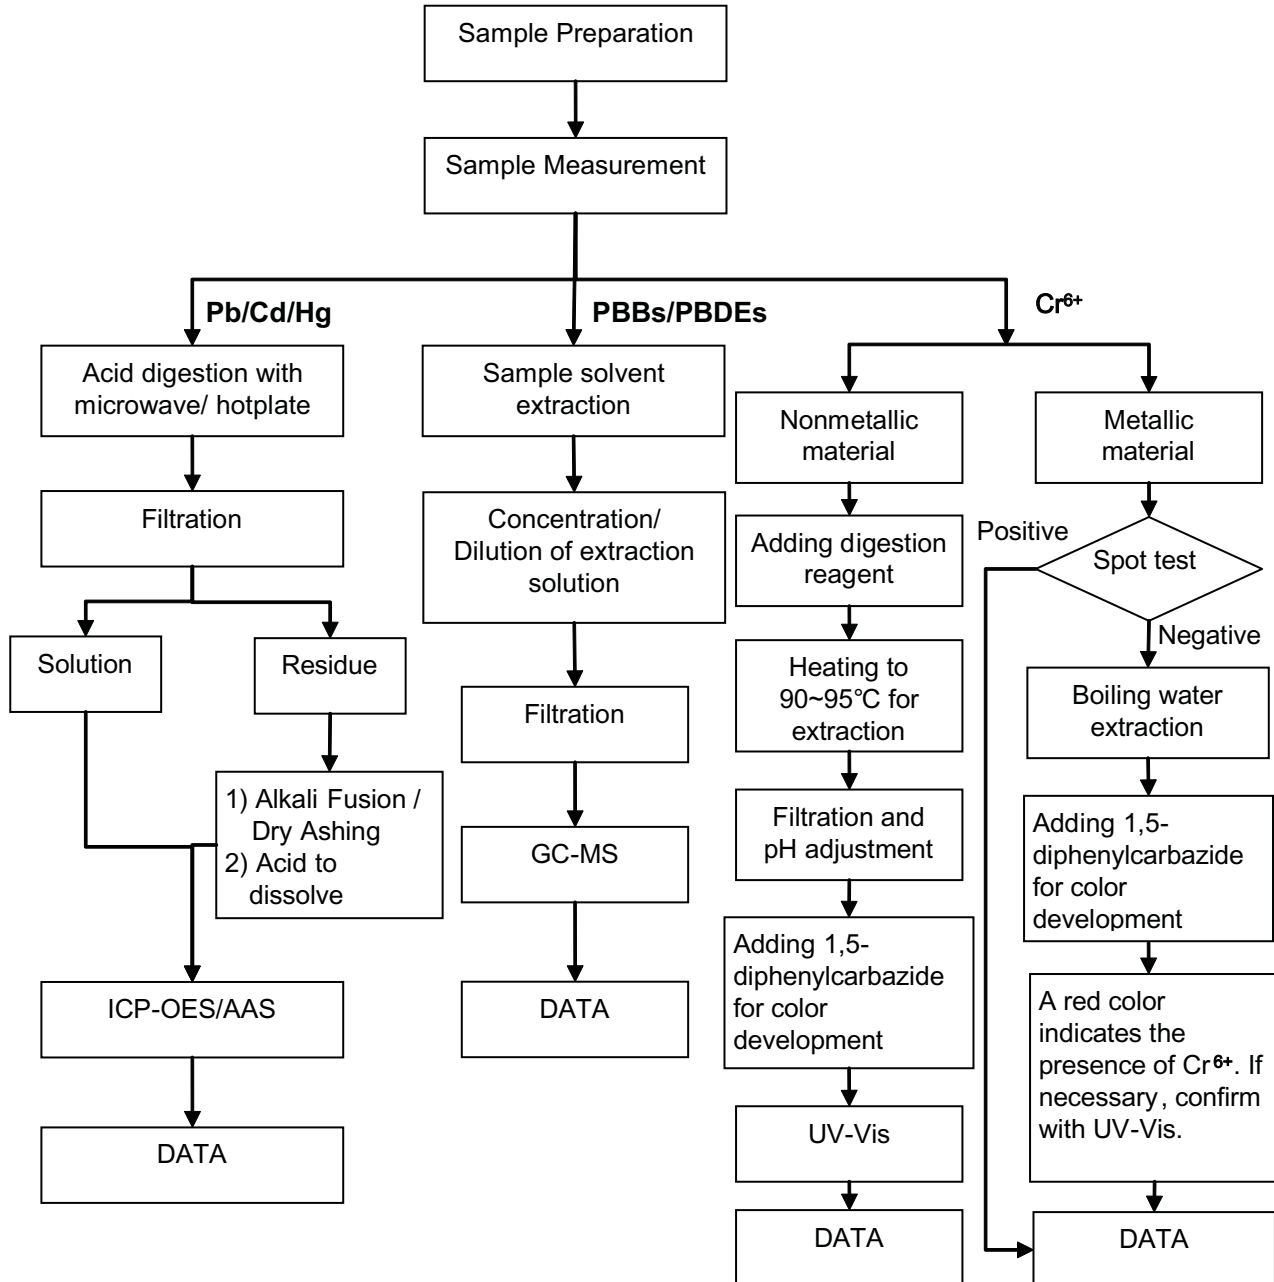 Sample Preparation
Sample Measurement
Pb/Cd/Hg
PBBs/PBDEs
Cr⁶⁺
Acid digestion with
microwave/ hotplate
Filtration
Solution
Residue
1) Alkali Fusion /
Dry Ashing
2) Acid to
dissolve
ICP-OES/AAS
DATA
Sample solvent
extraction
Concentration/
Dilution of extraction
solution
Filtration
GC-MS
DATA
Nonmetallic
material
Adding digestion
reagent
Heating to
90~95℃ for
extraction
Filtration and
pH adjustment
Adding 1,5-
diphenylcarbazide
for color
development
UV-Vis
DATA
Metallic
material
Positive
Spot test
Negative
Boiling water
extraction
Adding 1,5-
diphenylcarbazide
for color
development
A red color
indicates the
presence of Cr⁶⁺. If
necessary, confirm
with UV-Vis.
DATA